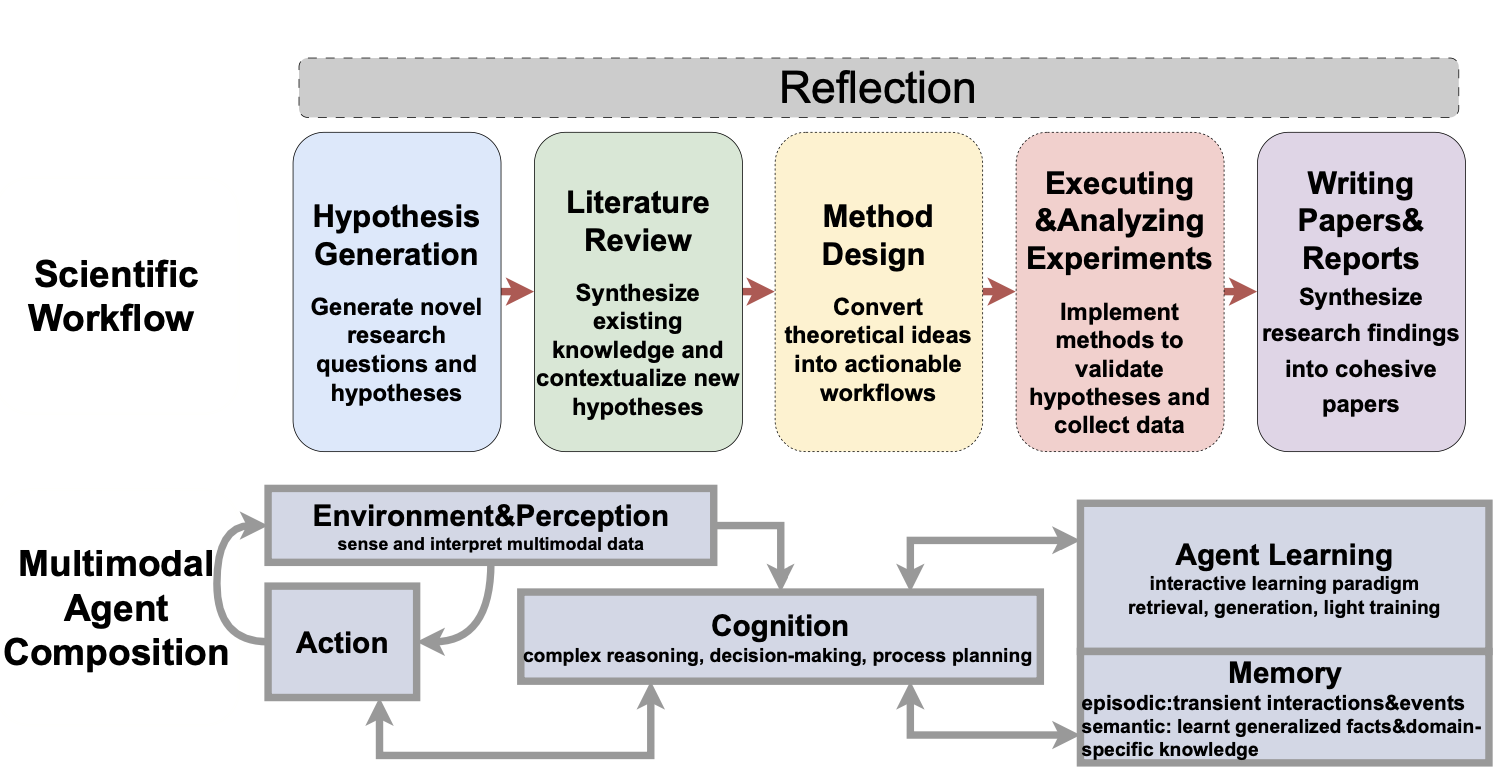 Reflection
Scientific
Workflow
Hypothesis
Generation
Generate novel
research
questions and
hypotheses
Literature
Review
Synthesize
existing
knowledge and
contextualize new
hypotheses
Method
Design
Convert
theoretical ideas
into actionable
workflows
Executing
&Analyzing
Experiments
Implement
methods to
validate
hypotheses and
collect data
Writing
Papers&
Reports
Synthesize
research findings
into cohesive
papers
Multimodal
Agent
Composition
Environment&Perception
sense and interpret multimodal data
Action
Cognition
complex reasoning, decision-making, process planning
Agent Learning
interactive learning paradigm
retrieval, generation, light training
Memory
episodic:transient interactions&events
semantic: learnt generalized facts&domain-
specific knowledge